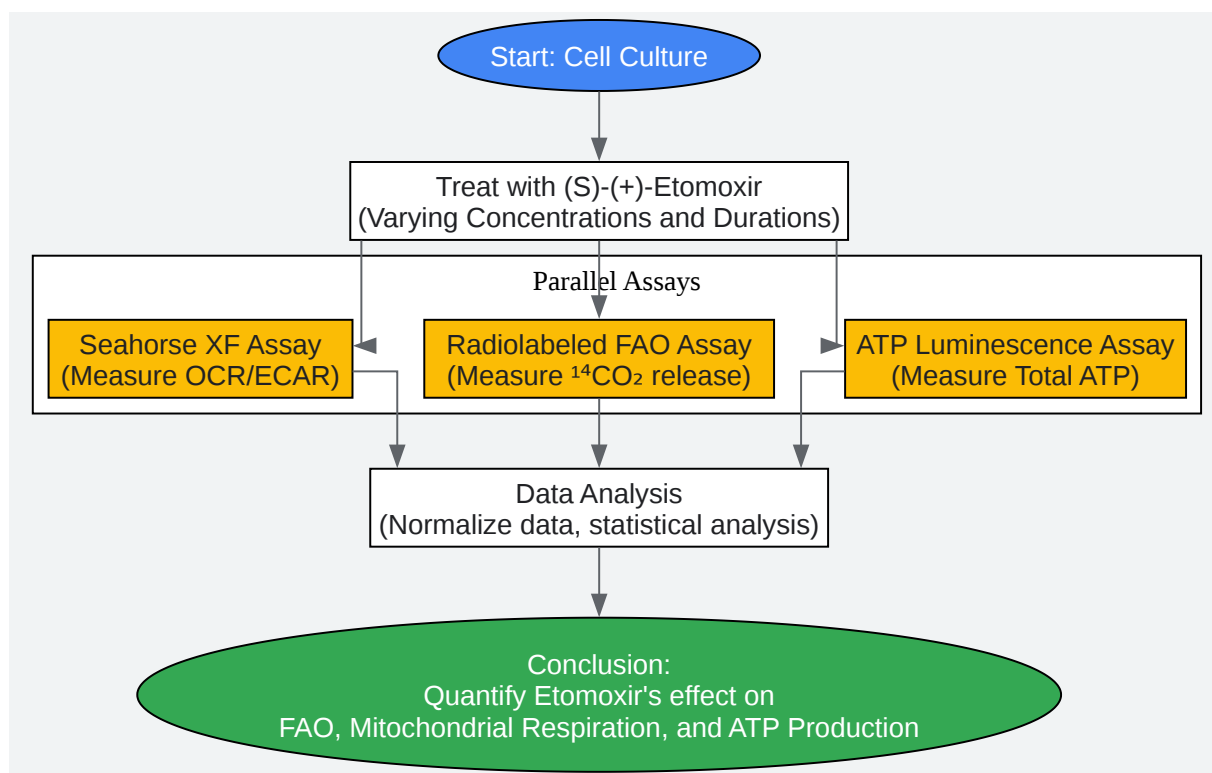 Start: Cell Culture
Treat with (S)-(+)-Etomoxir
(Varying Concentrations and Durations)
Parallel Assays
Seahorse XF Assay
(Measure OCR/ECAR)
Radiolabeled FAO Assay
(Measure ¹⁴CO₂ release)
ATP Luminescence Assay
(Measure Total ATP)
Data Analysis
(Normalize data, statistical analysis)
Conclusion:
Quantify Etomoxir's effect on
FAO, Mitochondrial Respiration, and ATP Production